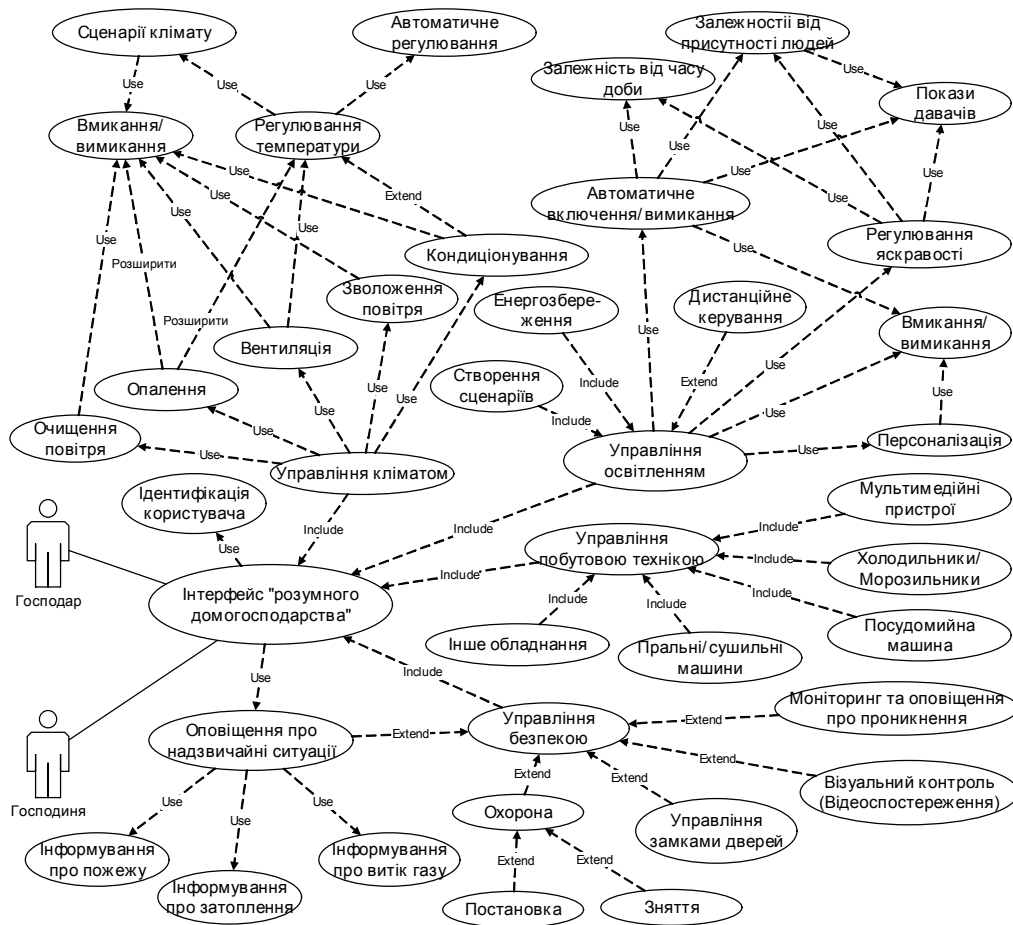 Сценарії клімату
Автоматичне
регулювання
Залежностіі від
присутності людей
Use
Use
Use
Залежність від часу
доби
Use
Покази
давачів
Вмикання/
вимикання
Регулювання
температури
Use
Use
Use
Use
Use
Use
Use
Extend
Use
Автоматичне
включення/ вимикання
Use
Use
Use
Регулювання
яскравості
Use
Розширити
Кондиціонування
Зволоження
повітря
Енергозбере-
ження
Дистанційне
керування
Розширити
Вентиляція
Use
Вмикання/
вимикання
Include
Extend
Use
Опалення
Use
Use
Use
Створення
сценаріїв
Include
Use
Use
Очищення
повітря
Use
Use
Управління
освітленням
Use
Персоналізація
Управління кліматом
Ідентифікація
користувача
Include
Include
Use
Мультимедійні
пристрої
Управління
побутовою технікою
Include
Include
Холодильники/
Морозильники
Господар
Інтерфейс "розумного
домогосподарства"
Include
Include
Include
Include
Інше обладнання
Пральні/ сушильні
машини
Посудомийна
машина
Use
Include
Моніторинг та оповіщення
про проникнення
Оповіщення про
надзвичайні ситуації
Extend
Управління
безпекою
Extend
Extend
Господиня
Extend
Extend
Візуальний контроль
(Відеоспостереження)
Use
Use
Use
Охорона
Управління
замками дверей
Інформування
про пожежу
Інформування
про витік газу
Extend
Extend
Інформування
про затоплення
Постановка
Зняття